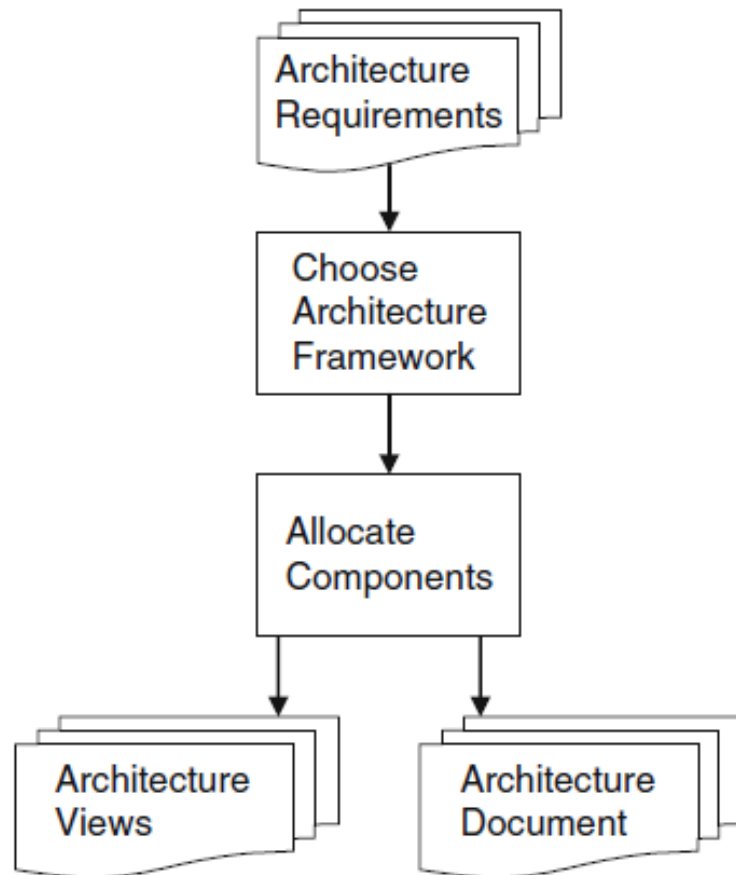 Architecture
Requirements
Choose
Architecture
Framework
Allocate
Components
Architecture
Views
Architecture
Document